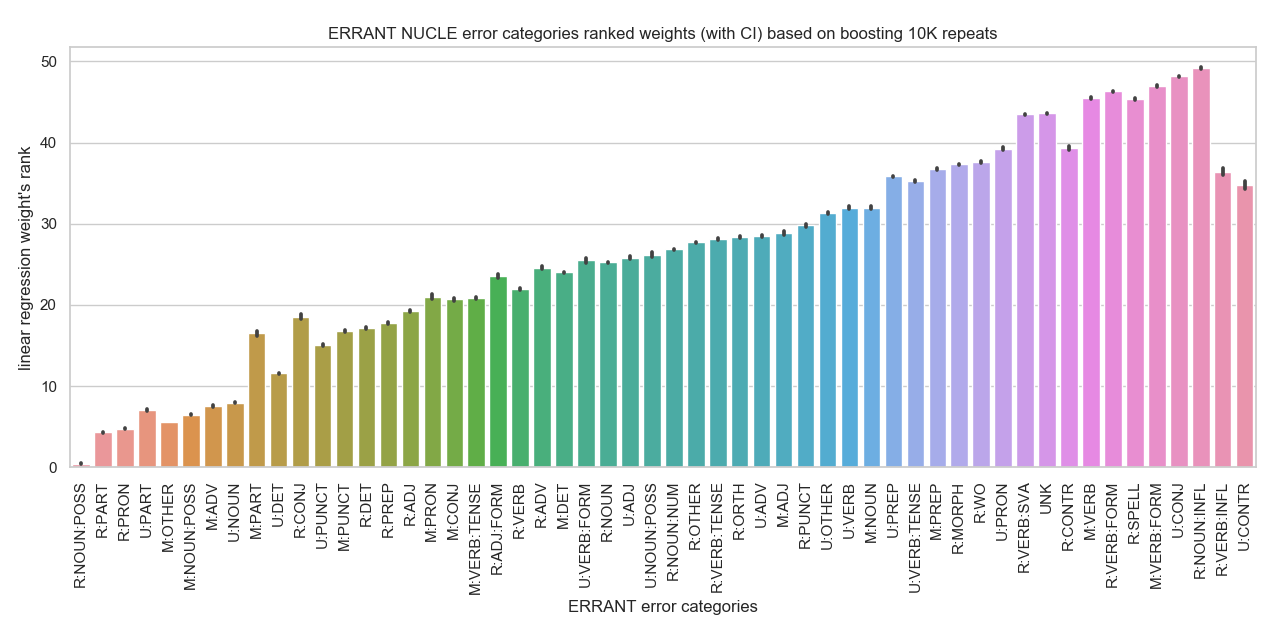 ERRANT NUCLE error categories ranked weights (with CI) based on boosting 10K repeats
linear regression weight's rank
50
40
30
20
10
0
R:NOUN:POSS
R:PART
R:PRON
U:PART
M:OTHER
M:NOUN:POSS
M:ADV
U:NOUN
M:PART
U:DET
R:CONJ
U:PUNCT
M:PUNCT
R:DET
R:PREP
R:ADJ
M:PRON
M:CONJ
M:VERB:TENSE
R:ADJ:FORM
R:VERB
R:ADV
M:DET
U:VERB:FORM
R:NOUN
U:ADJ
U:NOUN:POSS
R:NOUN:NUM
R:OTHER
R:VERB:TENSE
R:ORTH
U:ADV
M:ADJ
R:PUNCT
U:OTHER
U:VERB
M:NOUN
U:PREP
U:VERB:TENSE
M:PREP
R:MORPH
R:WO
U:PRON
R:VERB:SVA
UNK
R:CONTR
M:VERB
R:VERB:FORM
R:SPELL
M:VERB:FORM
U:CONJ
R:NOUN:INFL
R:VERB:INFL
U:CONTR
ERRANT error categories